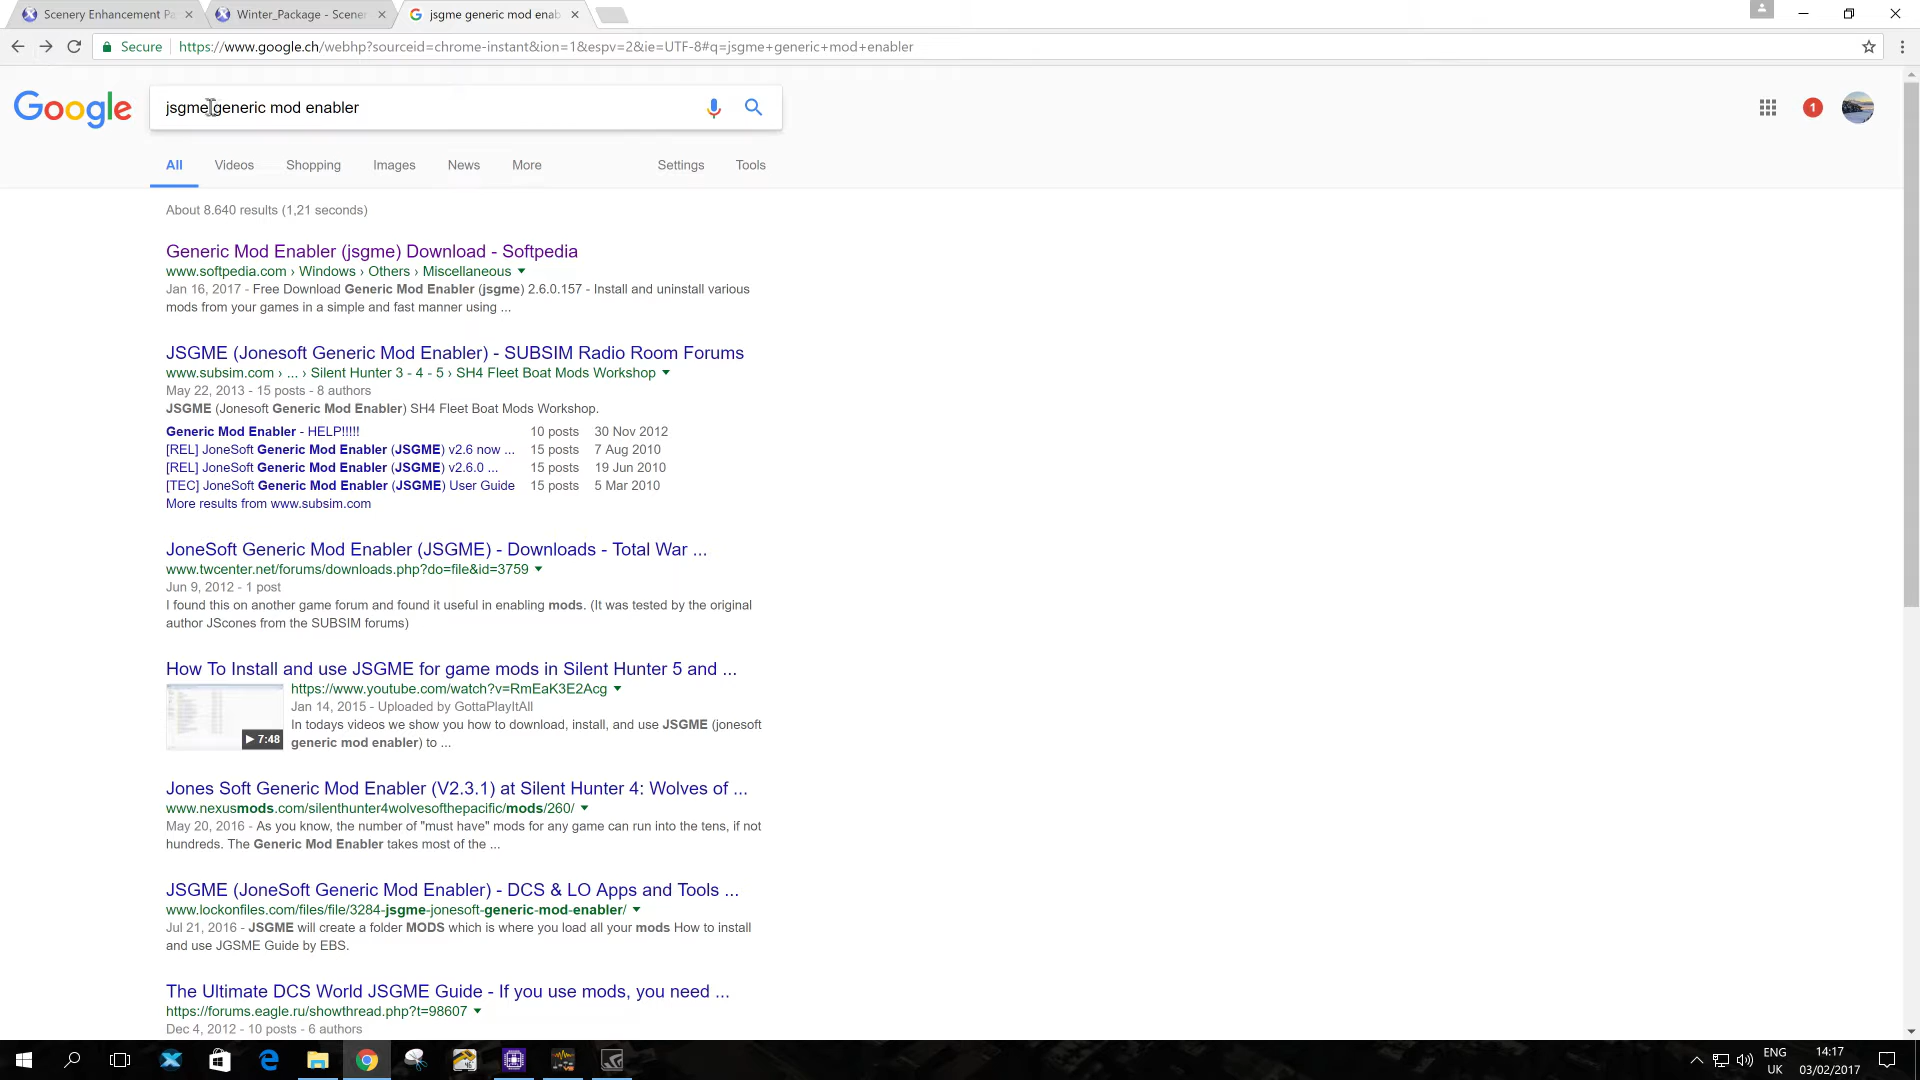 Scenery Enhancement Pa
Winter_Package - Scener
jsgme generic mod enab
Secure
https://www.google.ch/webhp?sourceid=chrome-instant&ion=1&espv=2&ie=UTF-8#q=jsgme+generic+mod+enabler
Google
jsgme generic mod enabler
1
All
Videos
Shopping
Images
News
More
Settings
Tools
About 8.640 results (1,21 seconds)
Generic Mod Enabler (jsgme) Download - Softpedia
www.softpedia.com › Windows › Others › Miscellaneous
Jan 16, 2017 - Free Download Generic Mod Enabler (jsgme) 2.6.0.157 - Install and uninstall various
mods from your games in a simple and fast manner using ...
JSGME (Jonesoft Generic Mod Enabler) - SUBSIM Radio Room Forums
www.subsim.com › ... › Silent Hunter 3 - 4 - 5 › SH4 Fleet Boat Mods Workshop
May 22, 2013 - 15 posts - 8 authors
JSGME (Jonesoft Generic Mod Enabler) SH4 Fleet Boat Mods Workshop.
Generic Mod Enabler - HELP!!!!! 10 posts 30 Nov 2012
[REL] JoneSoft Generic Mod Enabler (JSGME) v2.6 now ... 15 posts 7 Aug 2010
[REL] JoneSoft Generic Mod Enabler (JSGME) v2.6.0 ... 15 posts 19 Jun 2010
[TEC] JoneSoft Generic Mod Enabler (JSGME) User Guide 15 posts 5 Mar 2010
More results from www.subsim.com
JoneSoft Generic Mod Enabler (JSGME) - Downloads - Total War ...
www.twcenter.net/forums/downloads.php?do=file&id=3759
Jun 9, 2012 - 1 post
I found this on another game forum and found it useful in enabling mods. (It was tested by the original
author JScones from the SUBSIM forums)
How To Install and use JSGME for game mods in Silent Hunter 5 and ...
https://www.youtube.com/watch?v=RmEaK3E2Acg
Jan 14, 2015 - Uploaded by GottaPlayItAll
In todays videos we show you how to download, install, and use JSGME (jonesoft
generic mod enabler) to ...
7:48
Jones Soft Generic Mod Enabler (V2.3.1) at Silent Hunter 4: Wolves of ...
www.nexusmods.com/silenthunter4wolvesofthepacific/mods/260/
May 20, 2016 - As you know, the number of "must have" mods for any game can run into the tens, if not
hundreds. The Generic Mod Enabler takes most of the ...
JSGME (JoneSoft Generic Mod Enabler) - DCS & LO Apps and Tools ...
www.lockonfiles.com/files/file/3284-jsgme-jonesoft-generic-mod-enabler/
Jul 21, 2016 - JSGME will create a folder MODS which is where you load all your mods How to install
and use JGSME Guide by EBS.
The Ultimate DCS World JSGME Guide - If you use mods, you need ...
https://forums.eagle.ru/showthread.php?t=98607
Dec 4, 2012 - 10 posts - 6 authors
ENG
UK
14:17
03/02/2017